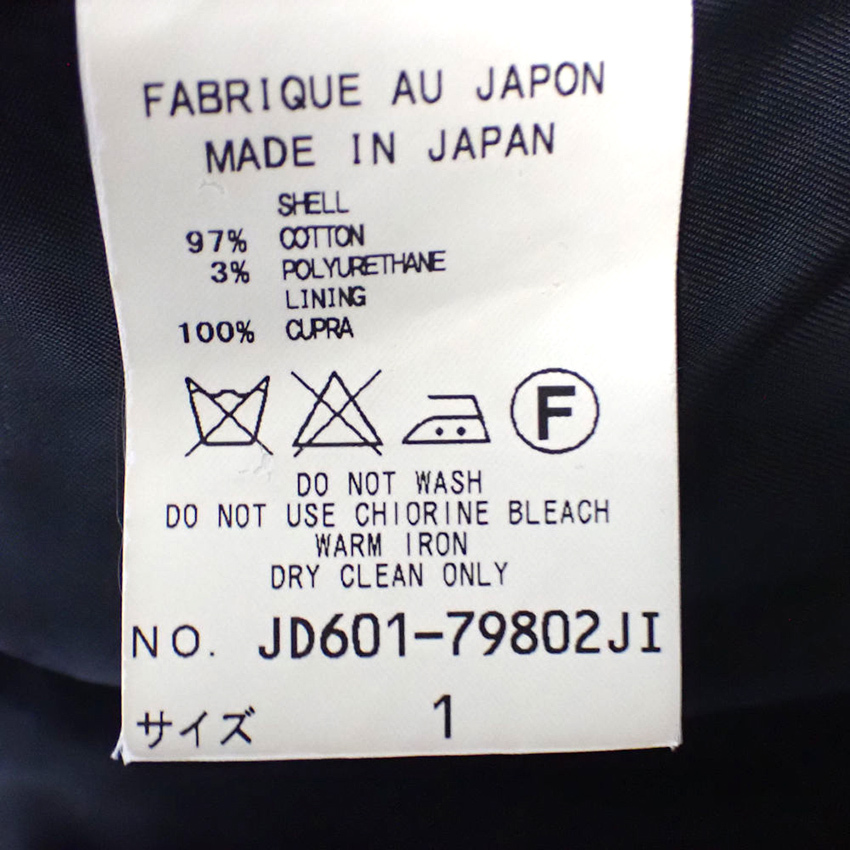 FABRIQUE AU JAPON
MADE IN JAPAN
SHELL
97% COTTON
3% POLYURETHANE
LINING
100% CUPRA
F
DO NOT WASH
DO NOT USE CHIORINE BLEACH
WARM IRON
DRY CLEAN ONLY
NO. JD601-79802JI
サイズ 1